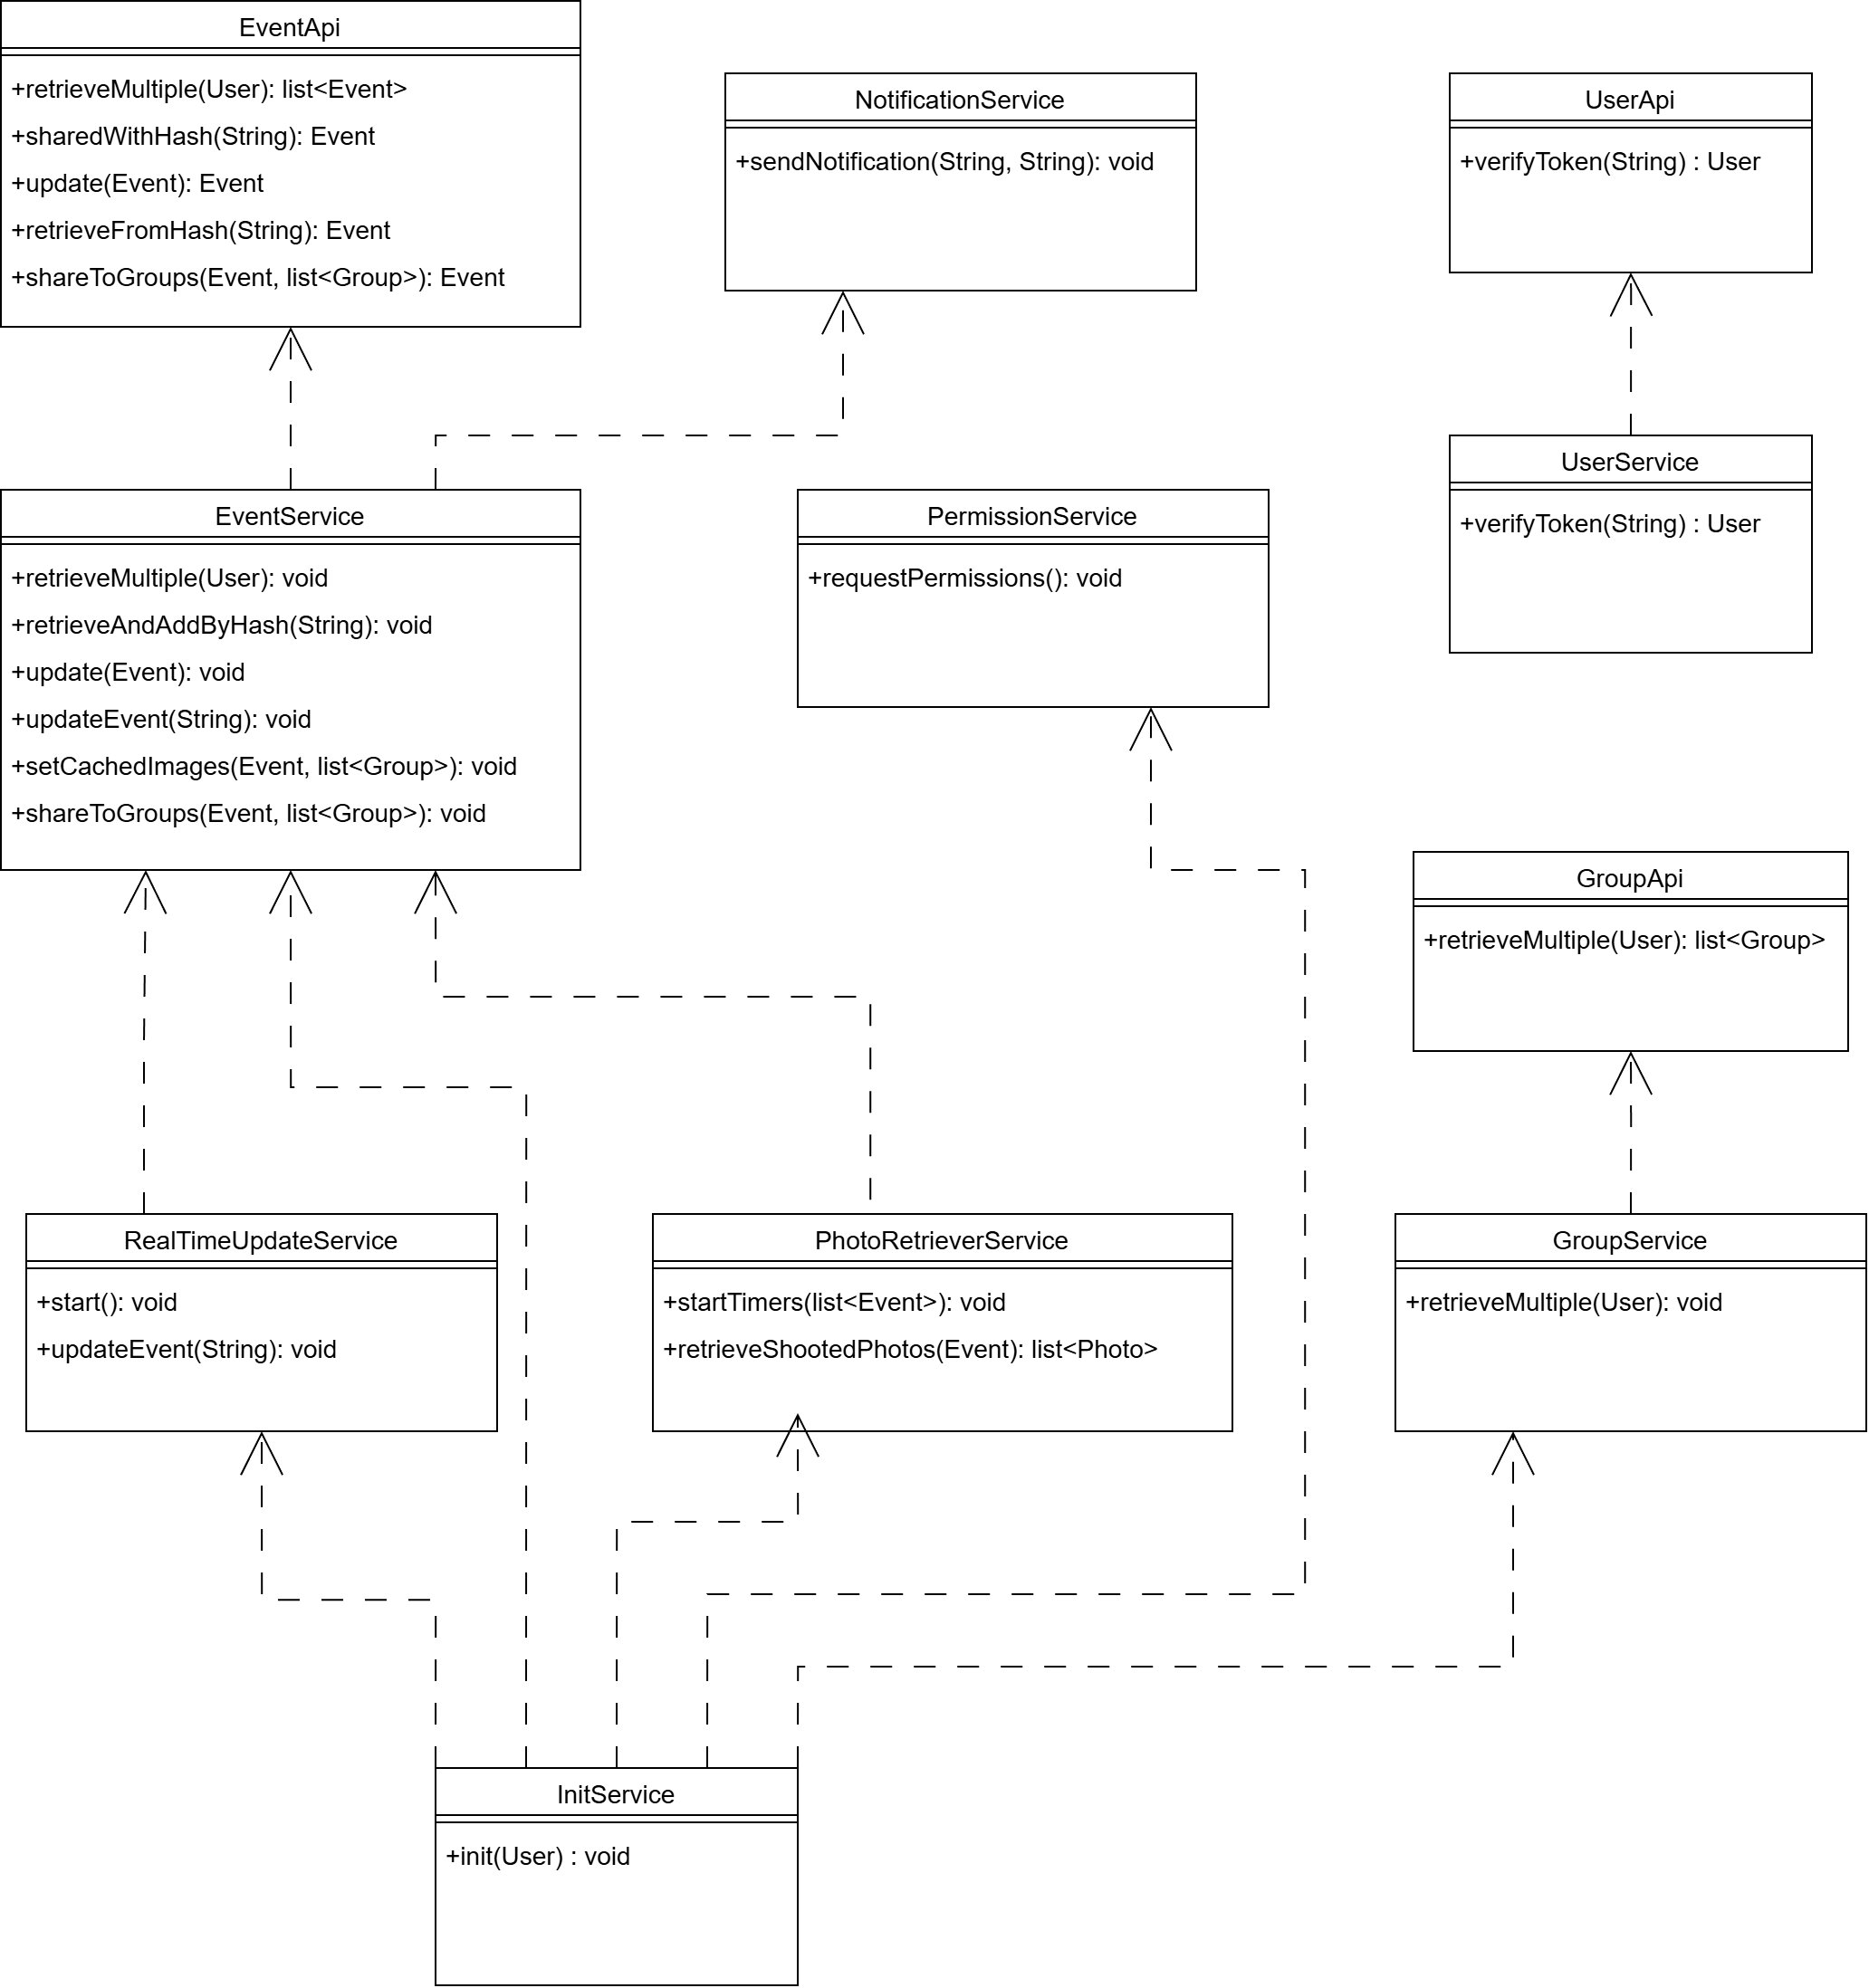 EventApi
+retrieveMultiple(User): list<Event>
+sharedWithHash(String): Event
+update(Event): Event
+retrieveFromHash(String): Event
+shareToGroups(Event, list<Group>): Event
NotificationService
+sendNotification(String, String): void
UserApi
+verifyToken(String) : User
EventService
+retrieveMultiple(User): void
+retrieveAndAddByHash(String): void
+update(Event): void
+updateEvent(String): void
+setCachedImages(Event, list<Group>): void
+shareToGroups(Event, list<Group>): void
PermissionService
+requestPermissions(): void
UserService
+verifyToken(String) : User
GroupApi
+retrieveMultiple(User): list<Group>
RealTimeUpdateService
+start(): void
+updateEvent(String): void
PhotoRetrieverService
+startTimers(list<Event>): void
+retrieveShootedPhotos(Event): list<Photo>
GroupService
+retrieveMultiple(User): void
InitService
+init(User) : void